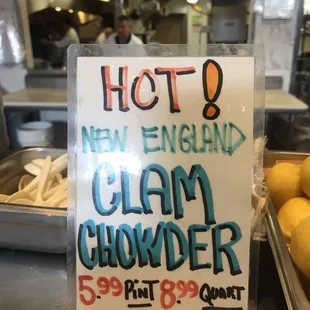 HOT!
NEW ENGLAND
CLAM
CHOWDER
5.99 PINT 8.99 QUART